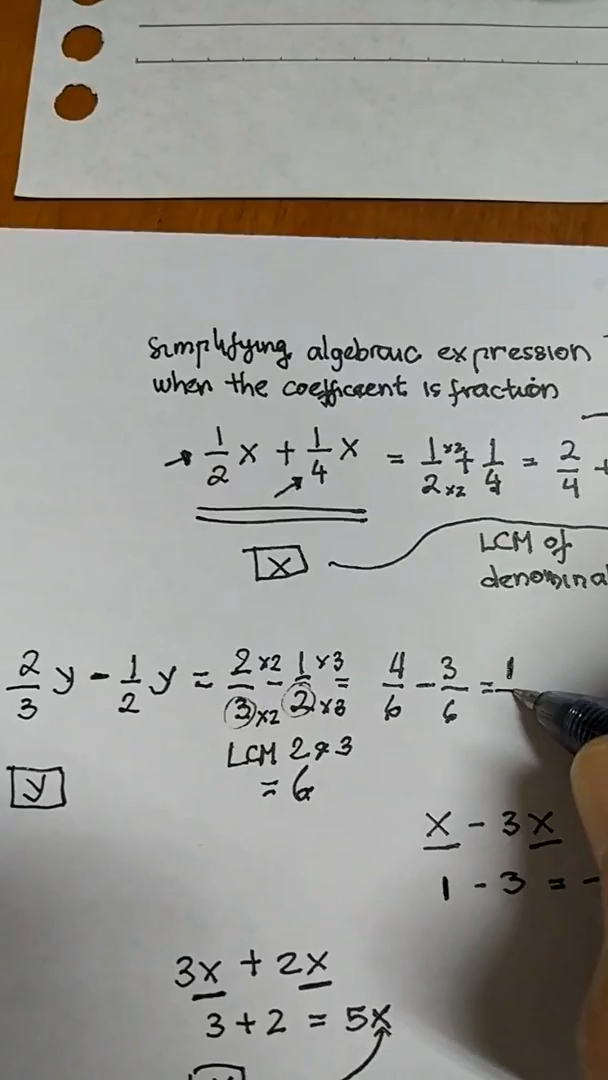 Simplifying algebraic expression
when the coefficient is fraction
1/2 x + 1/4 x = 1/2 ×2 ×2 + 1/4 = 2/4 +
x
LCM of
2/3 y - 1/2 y = 2/3 ×2 ×2 - 1/2 ×3 ×3 = 4/6 - 3/6 = 1
LCM 2 & 3
= 6
y
x - 3x
1 - 3 = -
3x + 2x
3 + 2 = 5x